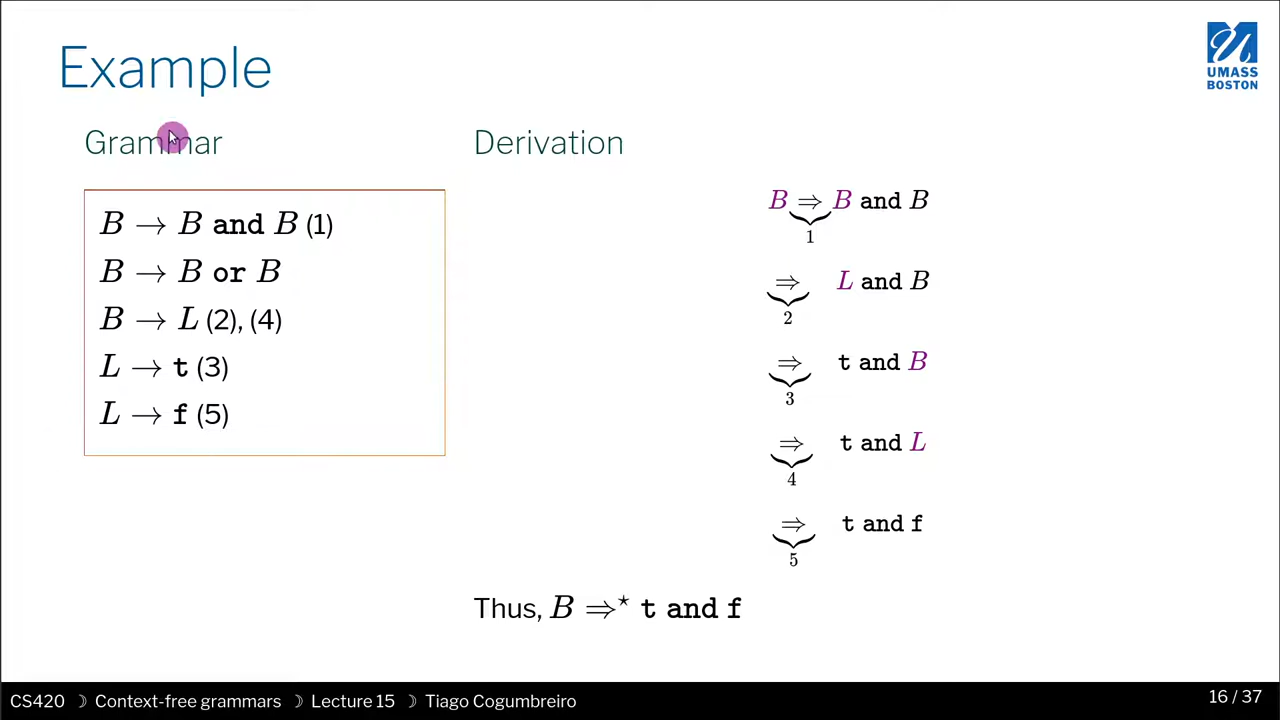 Example
UMASS
BOSTON
Grammar
B → B and B (1)
B → B or B
B → L (2), (4)
L → t (3)
L → f (5)
Derivation
B ⇒ B and B
1
⇒ L and B
2
⇒ t and B
3
⇒ t and L
4
⇒ t and f
5
Thus, B ⇒* t and f
CS420 ☽ Context-free grammars ☽ Lecture 15 ☽ Tiago Cogumbreiro
16 / 37